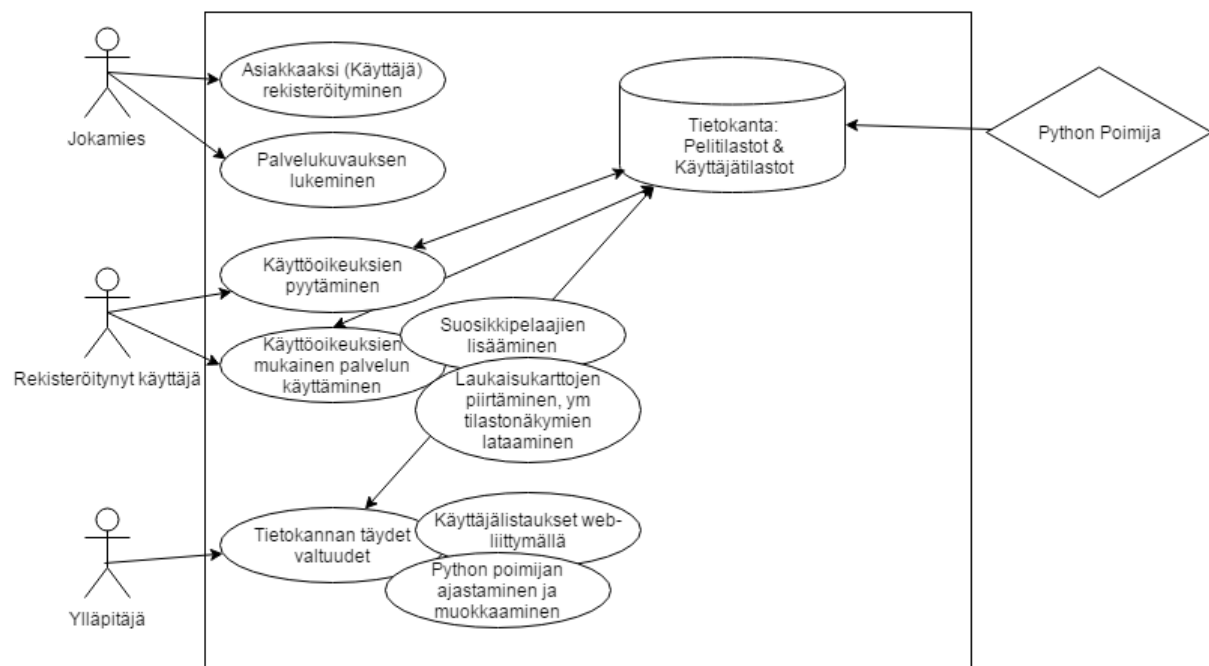 Asiakkaaksi (Käyttäjä)
rekisteröityminen
Jokamies
Palvelukuvauksen
lukeminen
Tietokanta:
Pelitilastot &
Käyttäjätilastot
Python Poimija
Käyttöoikeuksien
pyytäminen
Rekisteröitynyt käyttäjä
Käyttöoikeuksien
mukainen palvelun
käyttäminen
Suosikkipelaajien
lisääminen
Laukaisukarttojen
piirtäminen, ym
tilastonäkymien
lataaminen
Tietokannan täydet
valtuudet
Ylläpitäjä
Käyttäjälistaukset web-
liittymällä
Python poimijan
ajastaminen ja
muokkaaminen